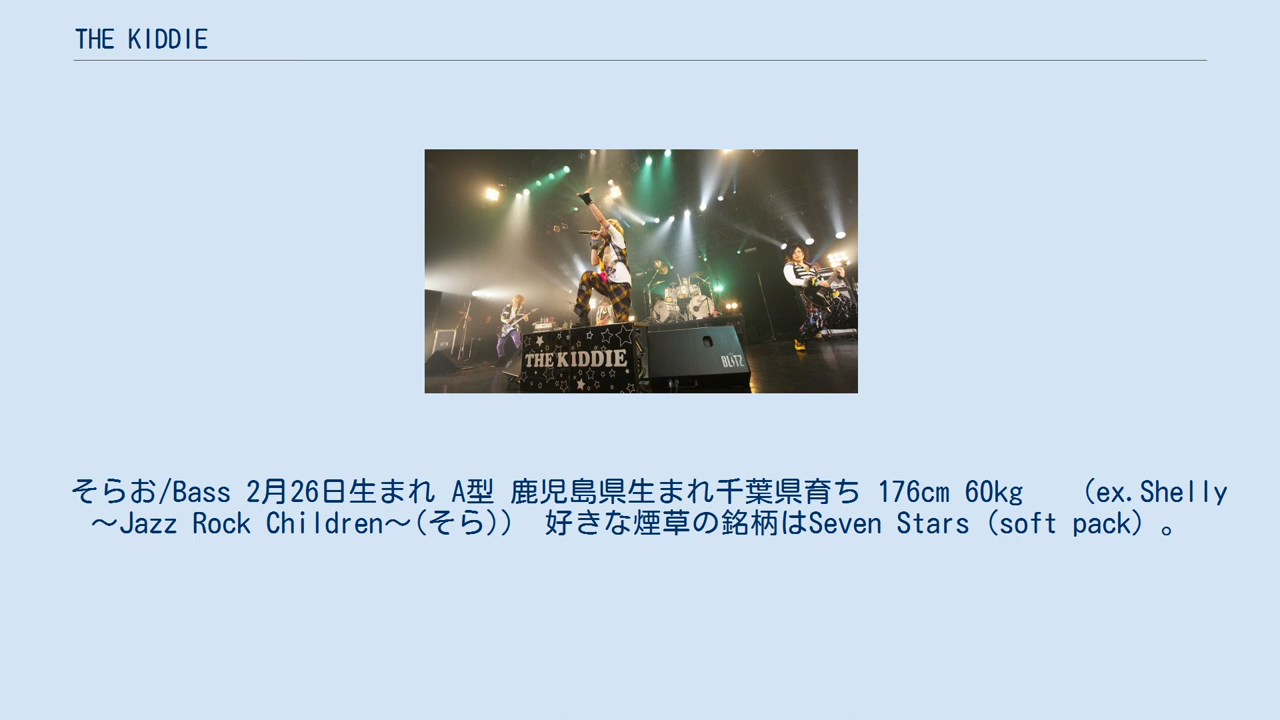 THE KIDDIE
THE KIDDIE
BLITZ
そらお/Bass 2月26日生まれ A型 鹿児島県生まれ千葉県育ち 176cm 60kg　　（ex.Shelly
～Jazz Rock Children～(そら)）　好きな煙草の銘柄はSeven Stars（soft pack）。